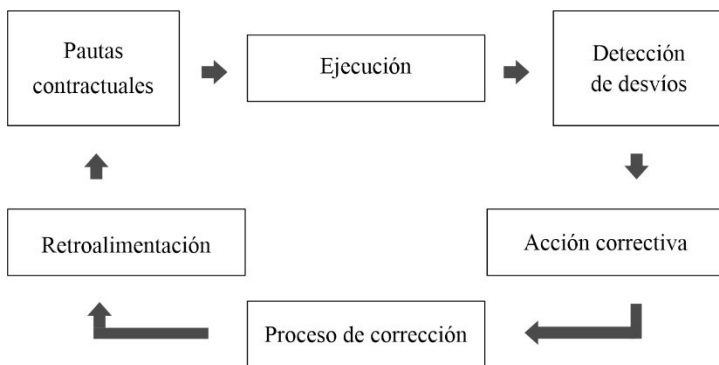 Pautas
contractuales
Ejecución
Detección
de desvíos
Retroalimentación
Acción correctiva
Proceso de corrección